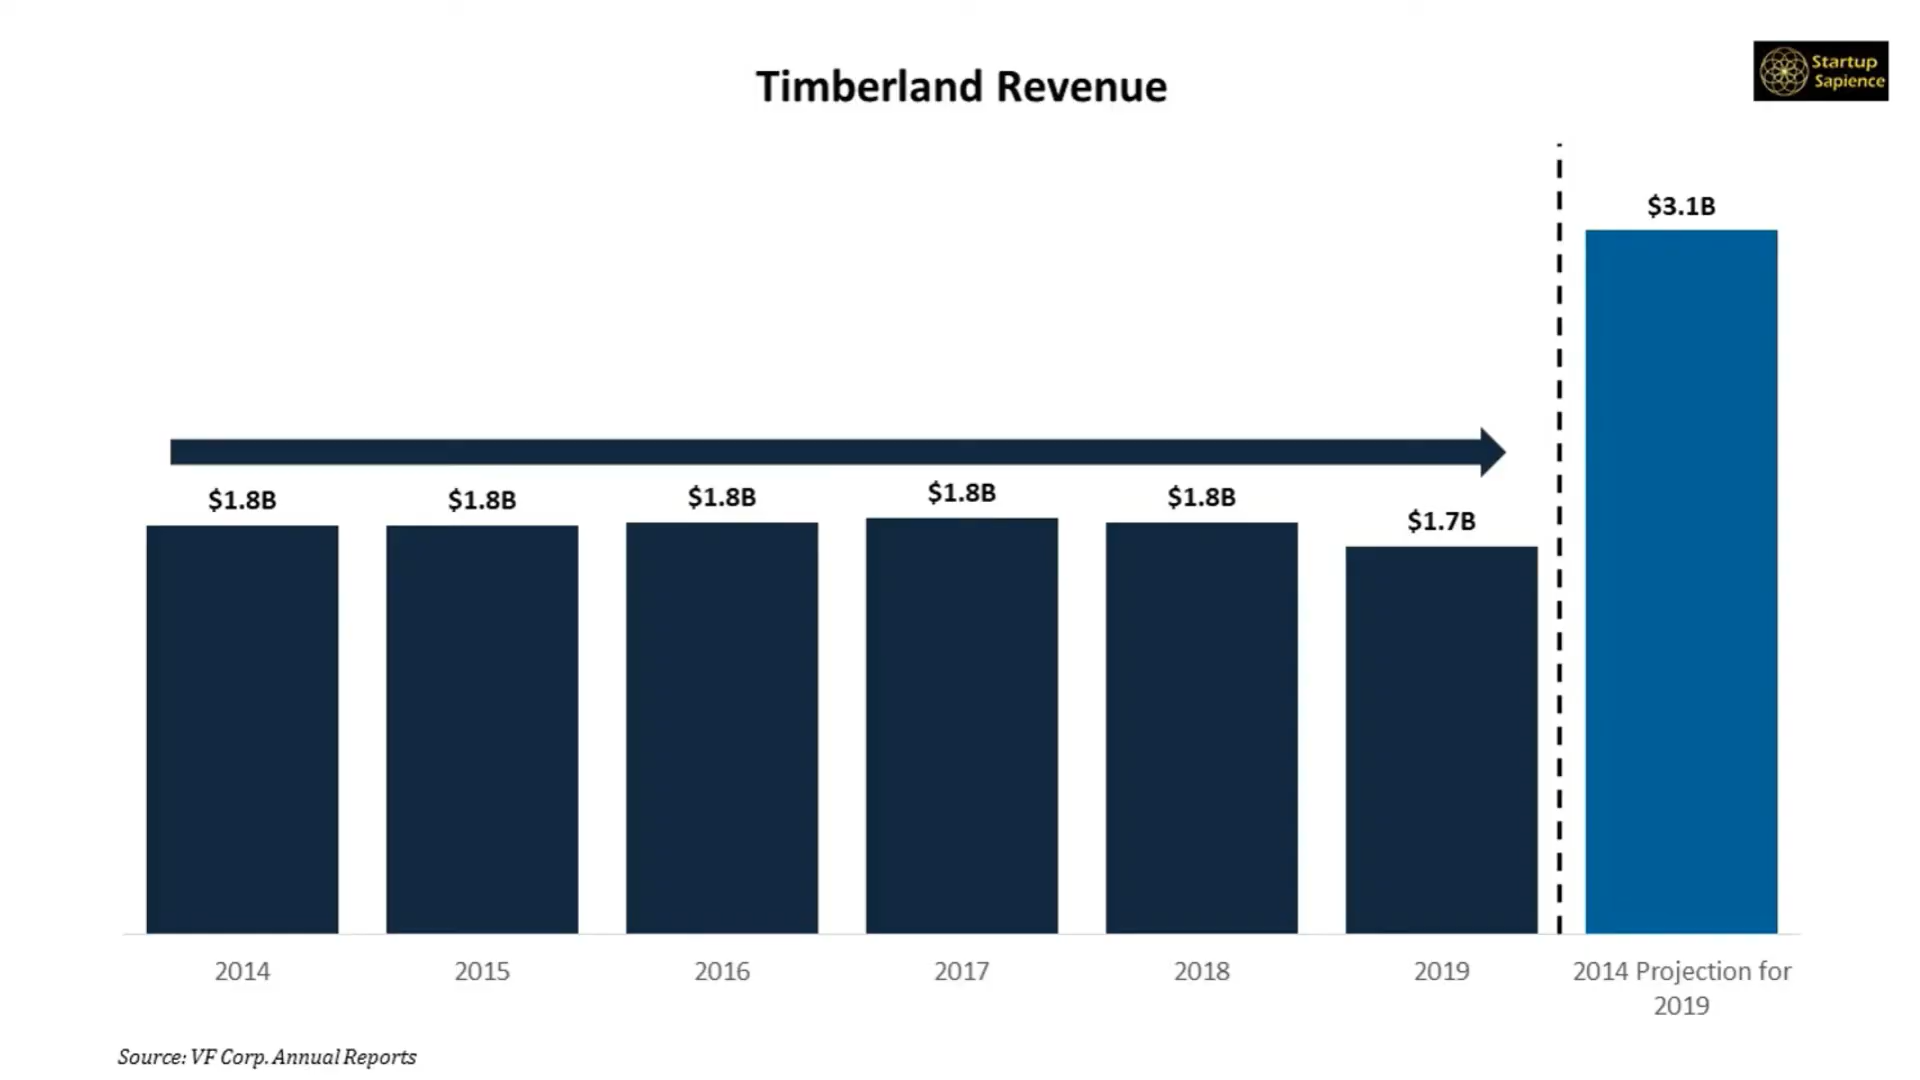 Timberland Revenue
Startup
Sapience
$3.1B
$1.8B
$1.8B
$1.8B
$1.8B
$1.8B
$1.7B
2014
2015
2016
2017
2018
2019
2014 Projection for
2019
Source: VF Corp. Annual Reports